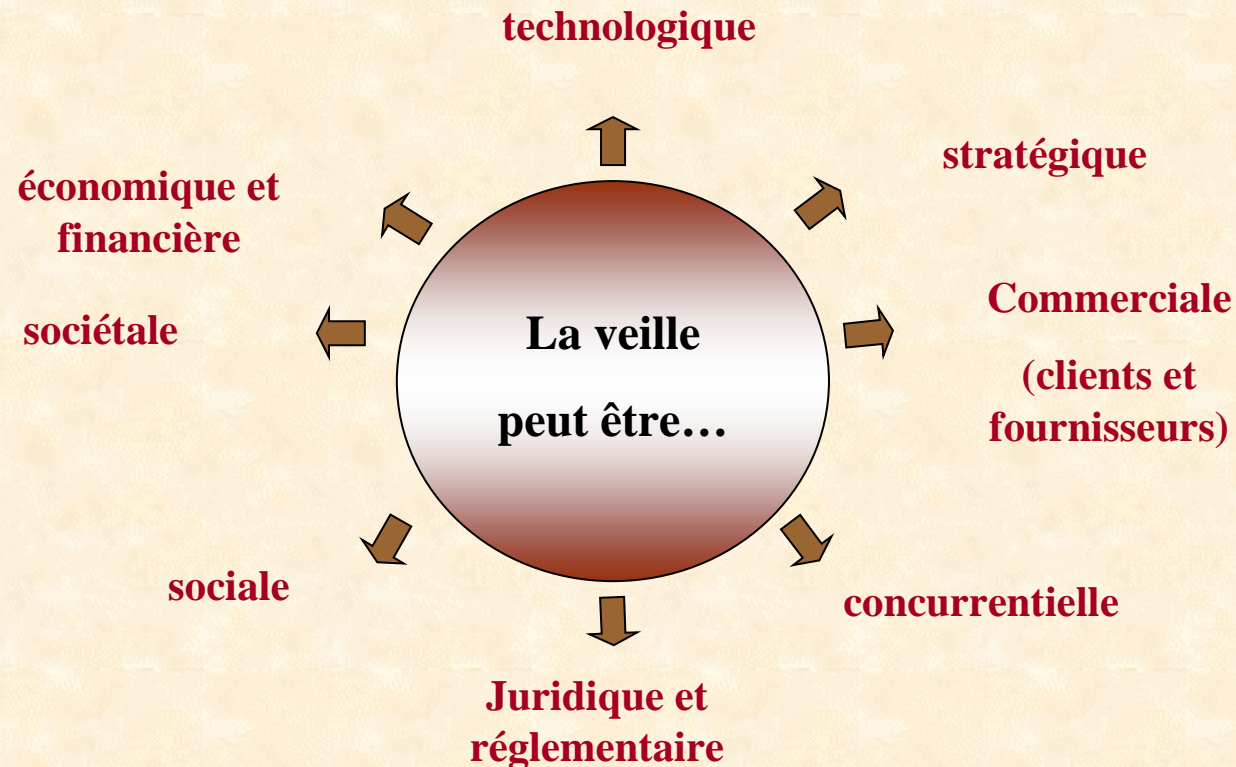 technologique
stratégique
économique et
financière
Commerciale
(clients et
fournisseurs)
sociétale
La veille
peut être…
sociale
concurrentielle
Juridique et
réglementaire